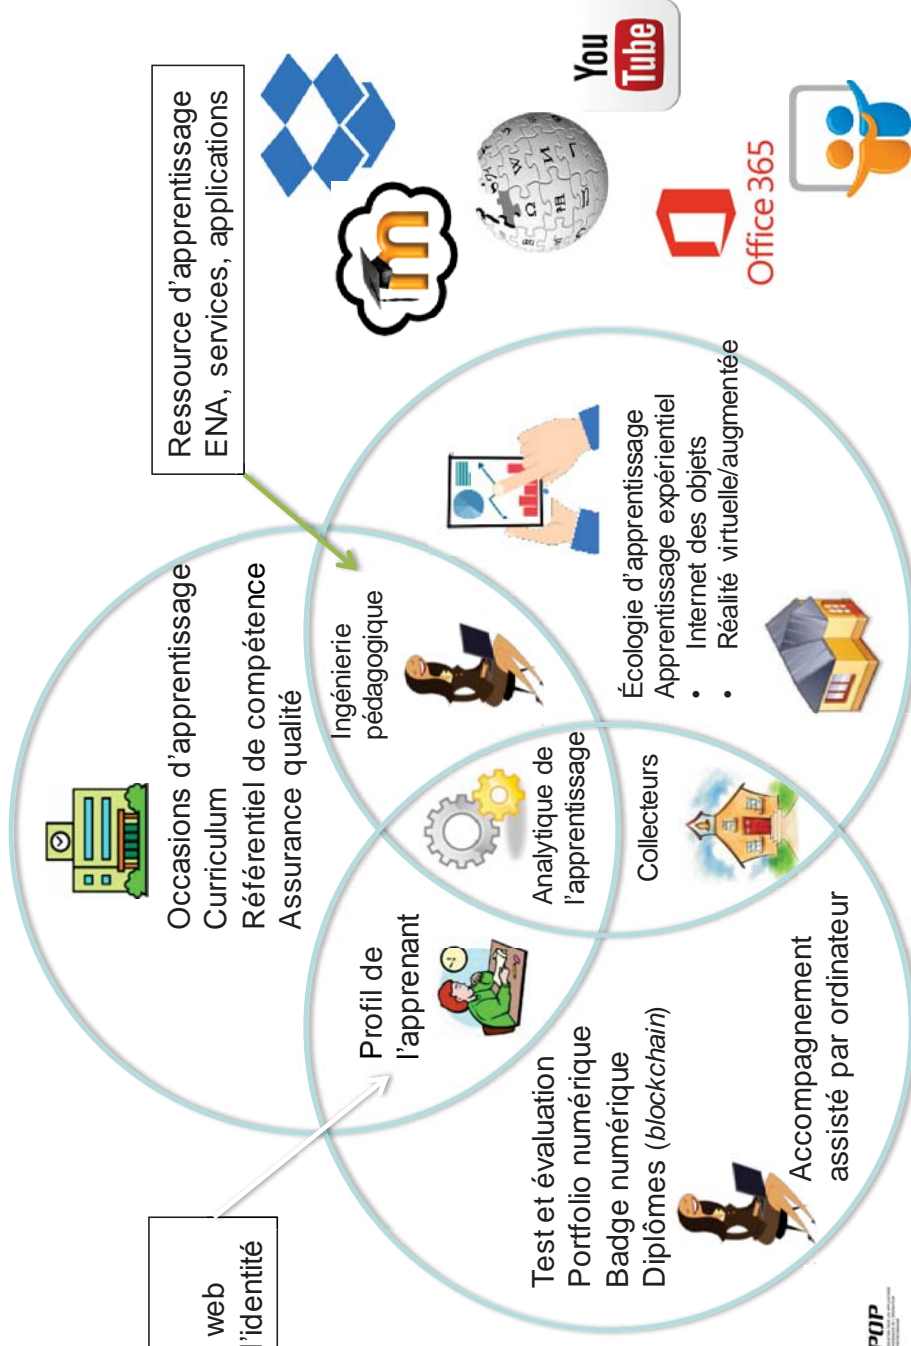 Ressource d'apprentissage
ENA, services, applications
Occasions d'apprentissage
Curriculum
Référentiel de compétence
Assurance qualité
web
l'identité
Profil de
l'apprenant
Ingénierie
pédagogique
Analytique de
l'apprentissage
Collecteurs
Test et évaluation
Portfolio numérique
Badge numérique
Diplômes (blockchain)
Accompagnement
assisté par ordinateur
Écologie d'apprentissage
Apprentissage expérientiel
• Internet des objets
• Réalité virtuelle/augmentée
You
Tube
Office 365
POP